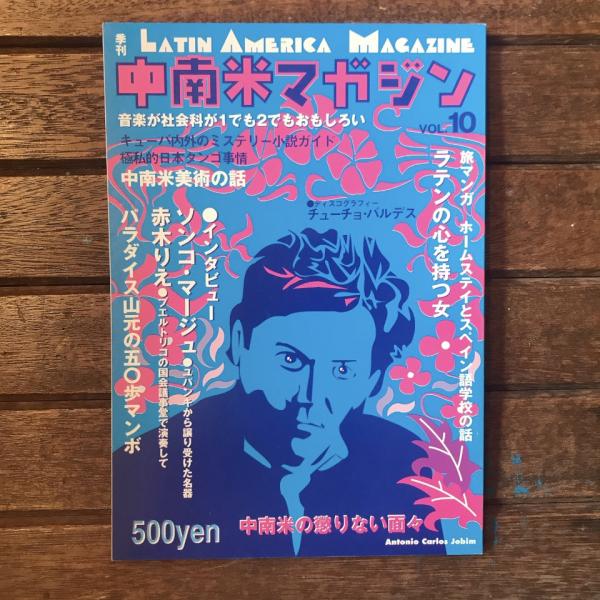 季刊
LATIN AMERICA MAGAZINE
中南米マガジン
VOL.10
音楽が社会科が1でも2でもおもしろい
キューバ内外のミステリー小説ガイド
極私的日本タンゴ事情
中南米美術の話
●ディスコグラフィー
チューチョ・バルデス
旅マンガ ホームステイとスペイン語学校の話
ラテンの心を持つ女
●インタビュー
ソンコ・マージュ●ユパンキから譲り受けた名器
赤木りえ●プエルトリコの国会議事堂で演奏して
パラダイス山元の五〇歩マンボ
500yen
中南米の懲りない面々
Antonio Carlos Jobim